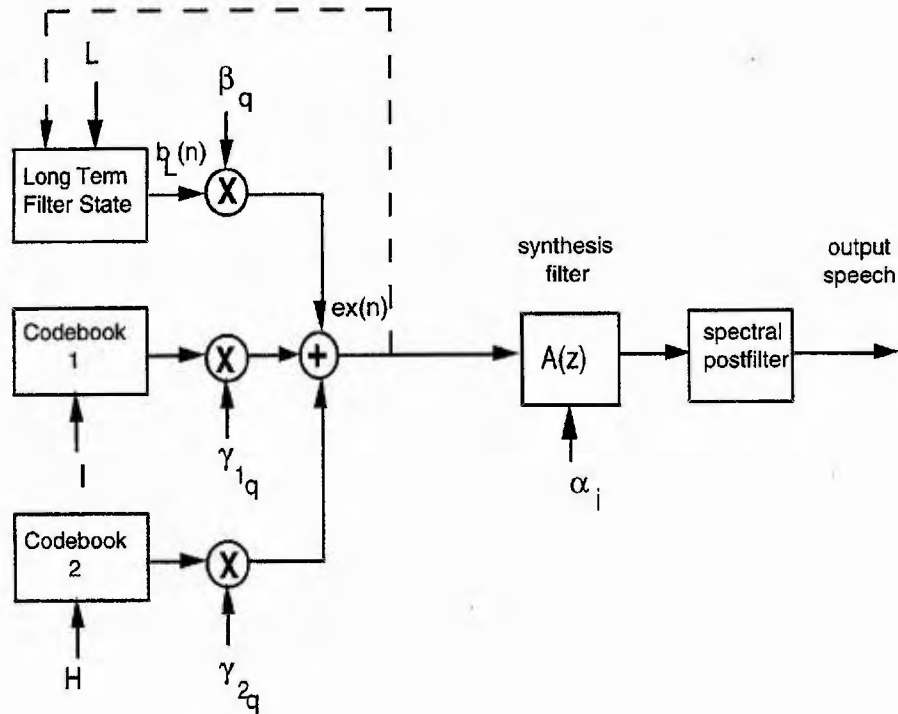 L
β q
b L (n)
Long Term
Filter State
X
synthesis
filter
output
speech
ex(n)
Codebook
1
X
+
A(z)
spectral
postfilter
I
γ 1q
α i
Codebook
2
X
H
γ 2q